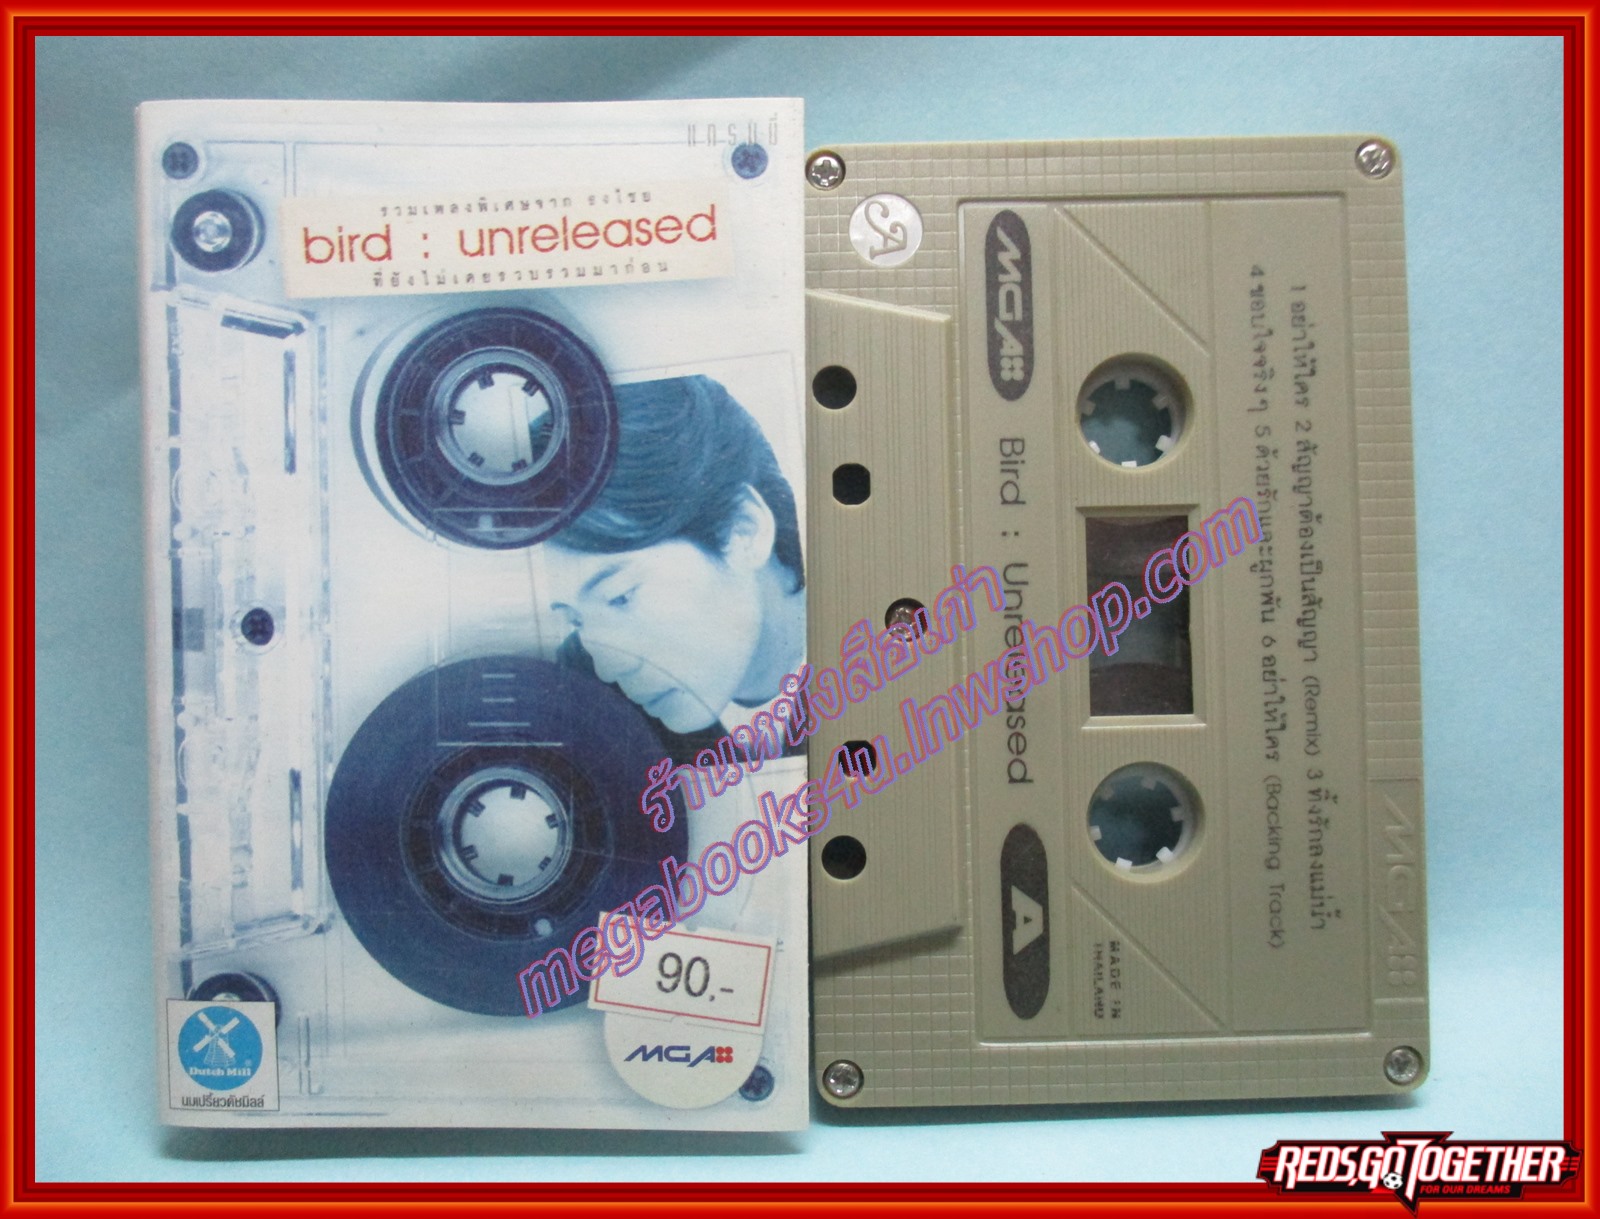 แกรมมี่
รวมเพลงพิเศษจาก ธงไชย
bird : unreleased
ที่ยังไม่เคยรวบรวมมาก่อน
90.-
MGA
Dutch Mill
นมเปรี้ยวดัชมิลล์
A
MGA
Bird : Unreleased
A
1 อย่าให้ใคร 2 สัญญาต้องเป็นสัญญา (Remix) 3 ทิ้งรักลงแม่น้ำ
4 ขอบใจจริงๆ 5 ด้วยรักและผูกพัน 6 อย่าให้ใคร (Backing Track)
MADE IN
THAILAND
MGA
ร้านหนังสือเก่า
megabooks4u.lnwshop.com
REDS,GO TOGETHER
FOR OUR DREAMS